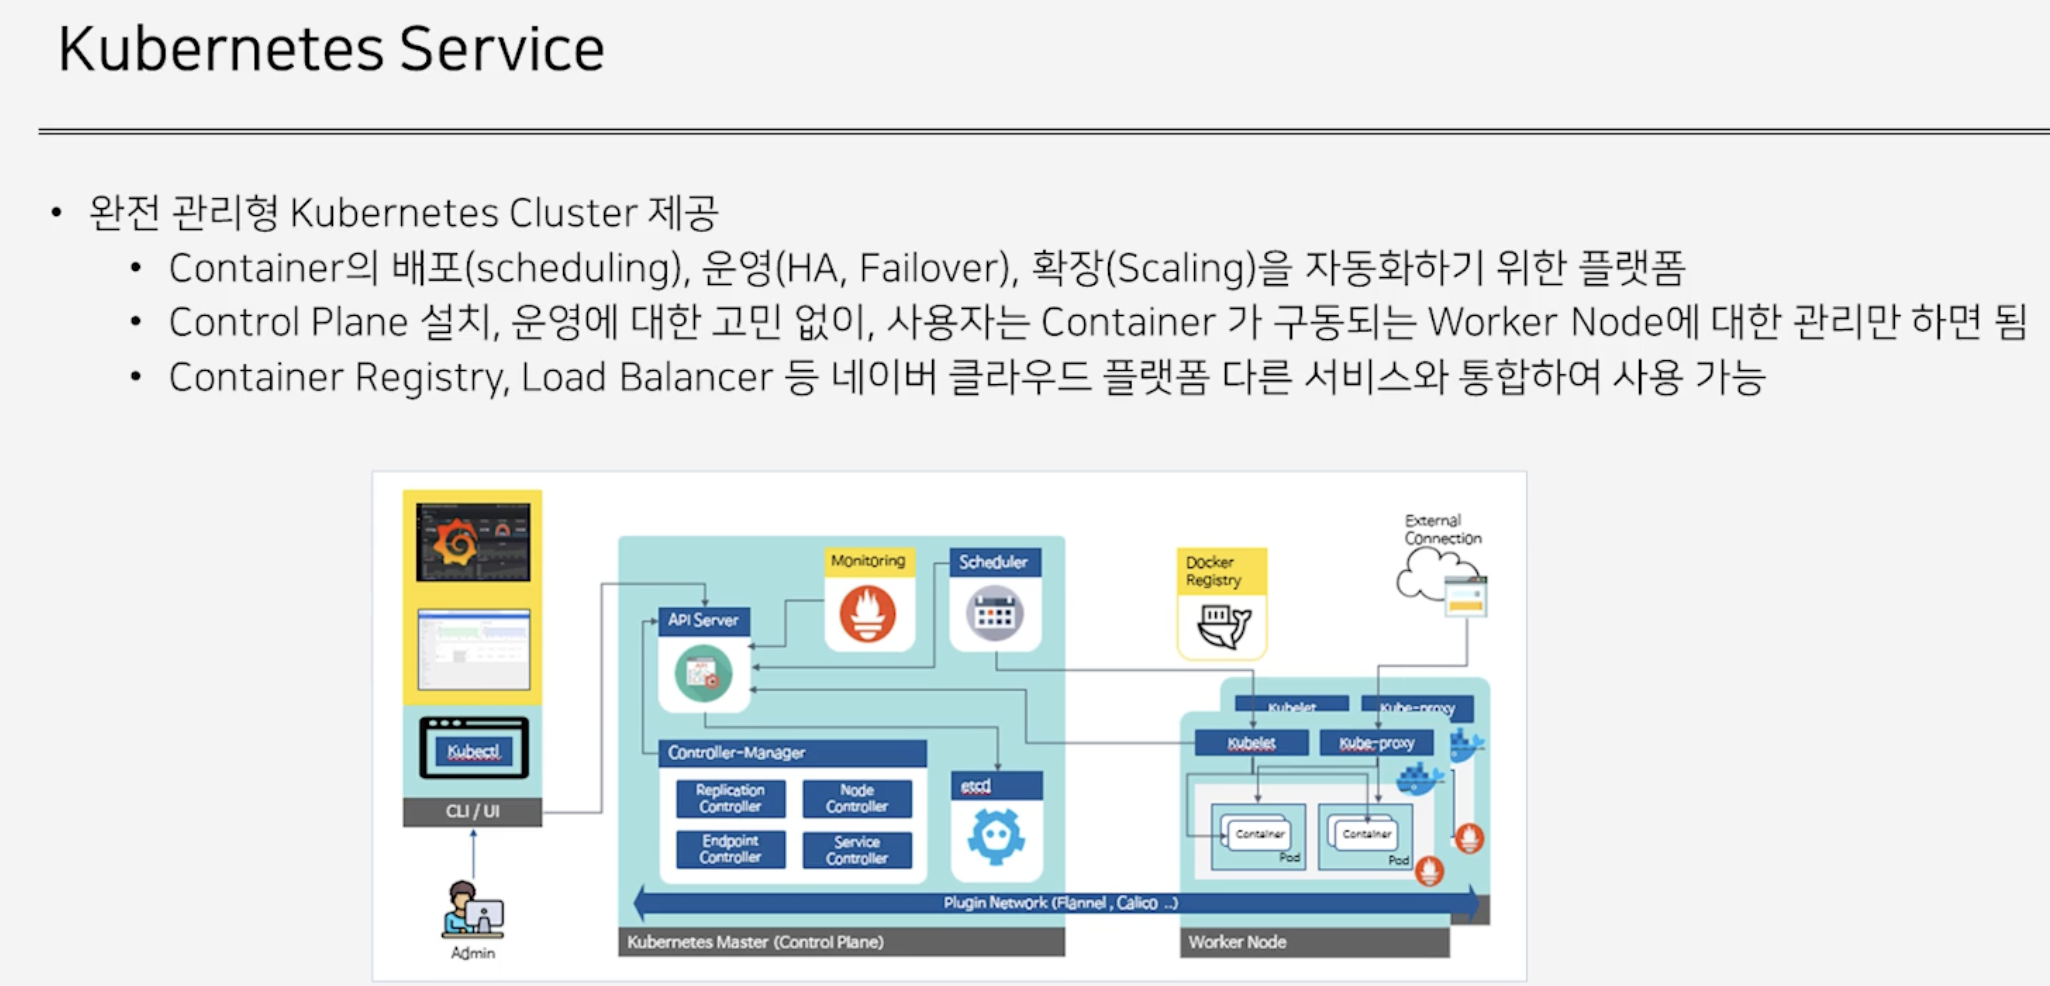 Kubernetes Service
• 완전 관리형 Kubernetes Cluster 제공
• Container의 배포(scheduling), 운영(HA, Failover), 확장(Scaling)을 자동화하기 위한 플랫폼
• Control Plane 설치, 운영에 대한 고민 없이, 사용자는 Container 가 구동되는 Worker Node에 대한 관리만 하면 됨
• Container Registry, Load Balancer 등 네이버 클라우드 플랫폼 다른 서비스와 통합하여 사용 가능
Kubectl
CLI / UI
Admin
API Server
API
Monitoring
Scheduler
Controller-Manager
Replication
Controller
Node
Controller
Endpoint
Controller
Service
Controller
etcd
Docker
Registry
External
Connection
Kubelet
Kube-proxy
Kubelet
Kube-proxy
Container
Pod
Container
Pod
Plugin Network (Flannel , Calico ..)
Kubernetes Master (Control Plane)
Worker Node